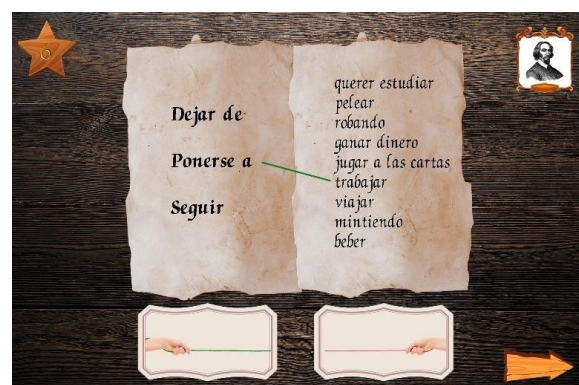 Dejar de
Ponerse a
Seguir
querer estudiar
pelear
robando
ganar dinero
jugar a las cartas
trabajar
viajar
mintiendo
beber